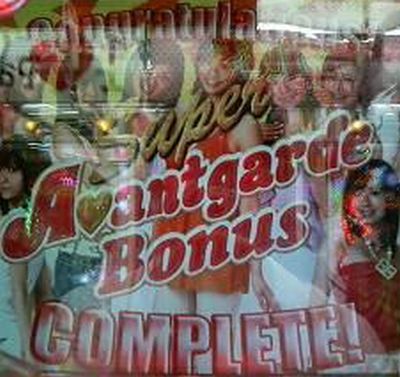 Super
Avantgarde
Bonus
COMPLETE!